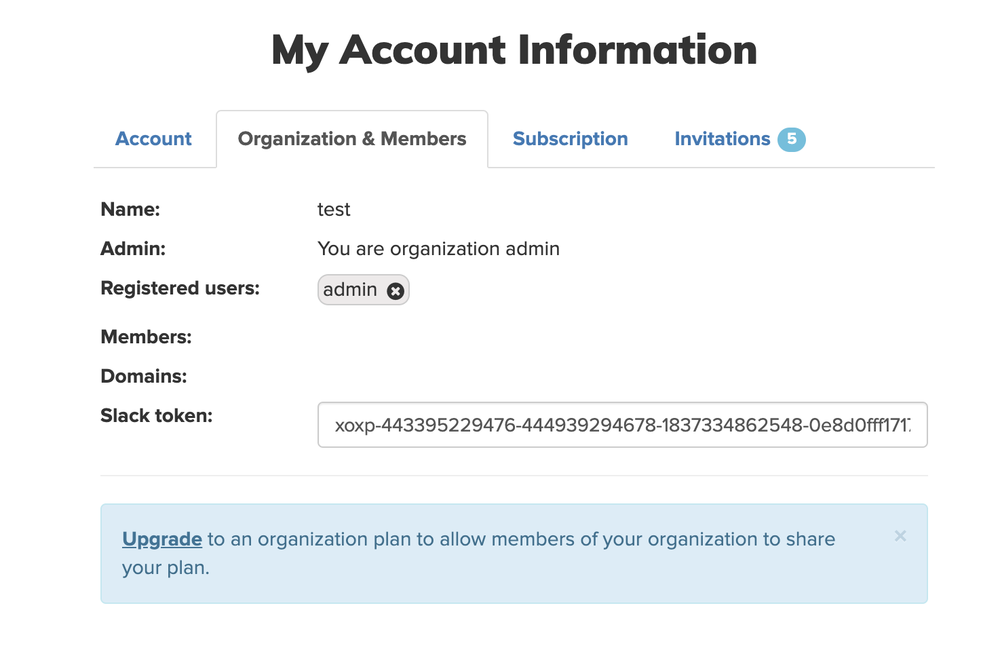 My Account Information
Account Organization & Members Subscription Invitations 5
Name: test
Admin: You are organization admin
Registered users: admin
Members:
Domains:
Slack token: xoxp-443395229476-444939294678-1837334862548-0e8d0fff171
Upgrade to an organization plan to allow members of your organization to share
your plan.